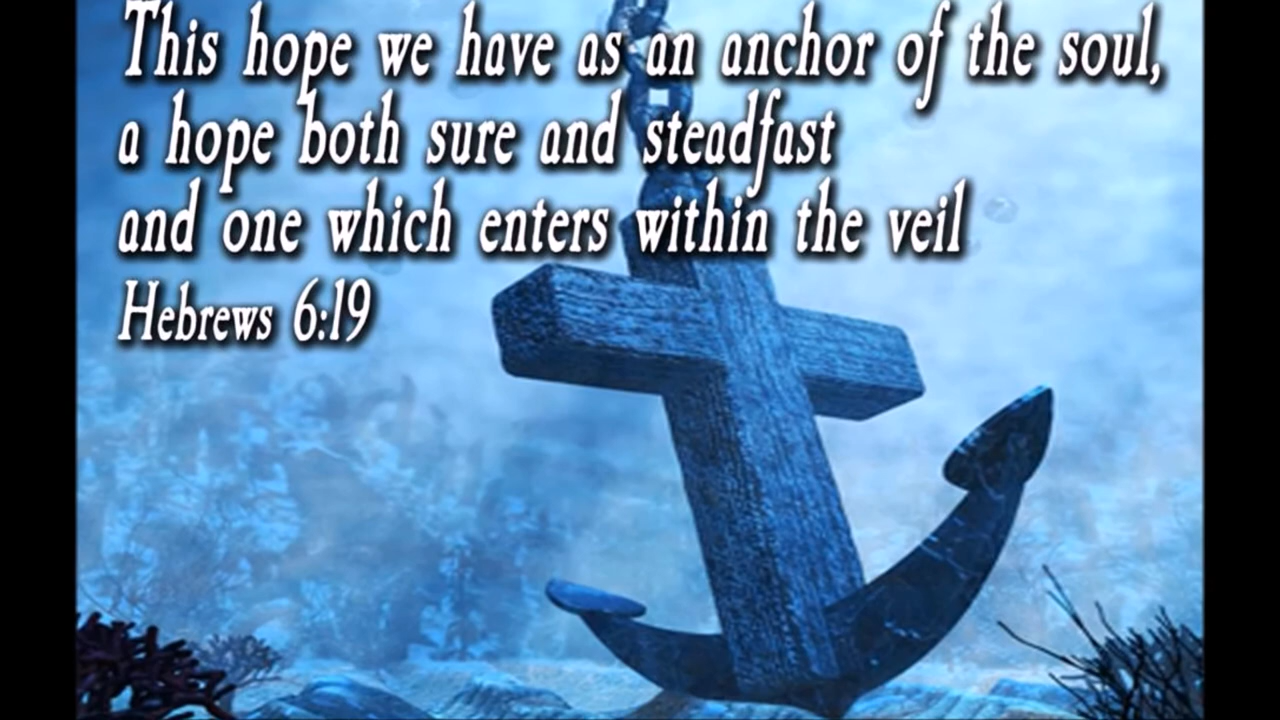 This hope we have as an anchor of the soul,
a hope both sure and steadfast
and one which enters within the veil
Hebrews 6:19